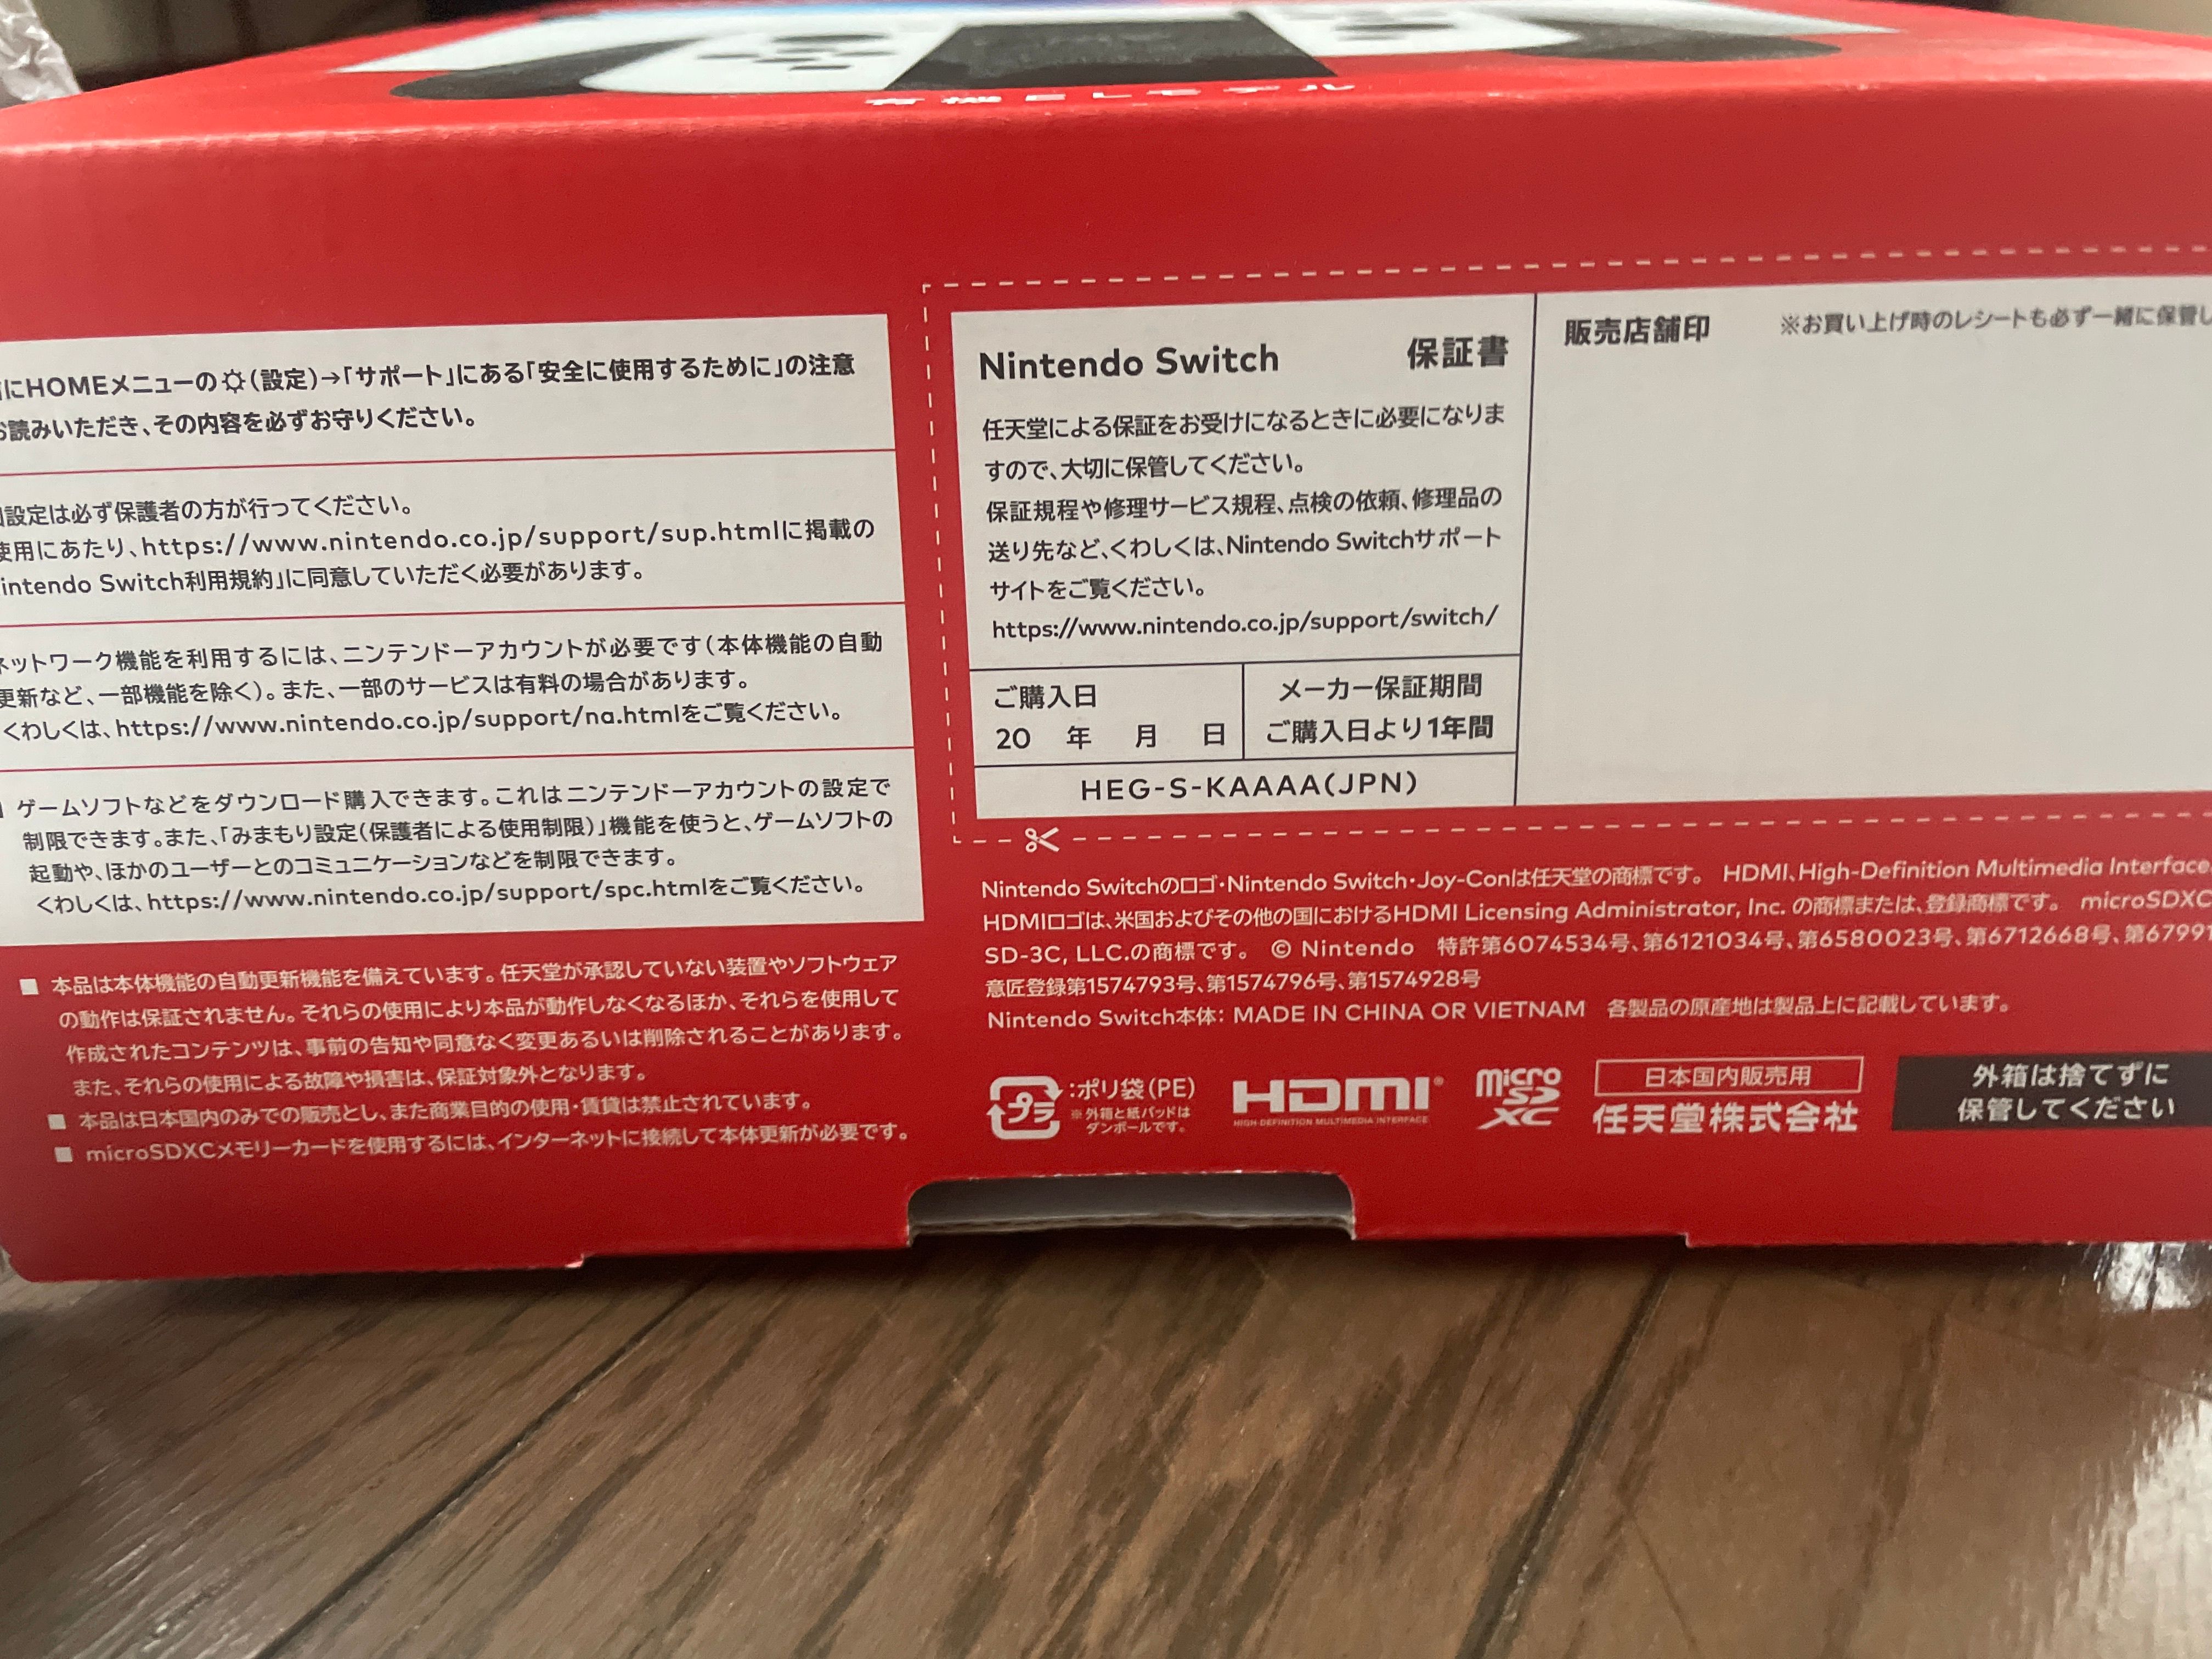 有機ELモデル
にHOMEメニューの (設定)→「サポート」にある「安全に使用するために」の注意
お読みいただき、その内容を必ずお守りください。
設定は必ず保護者の方が行ってください。
使用にあたり、https://www.nintendo.co.jp/support/sup.htmlに掲載の
intendo Switch利用規約」に同意していただく必要があります。
ネットワーク機能を利用するには、ニンテンドーアカウントが必要です(本体機能の自動
更新など、一部機能を除く)。また、一部のサービスは有料の場合があります。
くわしくは、https://www.nintendo.co.jp/support/na.htmlをご覧ください。
ゲームソフトなどをダウンロード購入できます。これはニンテンドーアカウントの設定で
制限できます。また、「みまもり設定(保護者による使用制限)」機能を使うと、ゲームソフトの
起動や、ほかのユーザーとのコミュニケーションなどを制限できます。
くわしくは、https://www.nintendo.co.jp/support/spc.htmlをご覧ください。
■ 本品は本体機能の自動更新機能を備えています。任天堂が承認していない装置やソフトウェア
の動作は保証されません。それらの使用により本品が動作しなくなるほか、それらを使用して
作成されたコンテンツは、事前の告知や同意なく変更あるいは削除されることがあります。
また、それらの使用による故障や損害は、保証対象外となります。
■ 本品は日本国内のみでの販売とし、また商業目的の使用・賃貸は禁止されています。
■ microSDXCメモリーカードを使用するには、インターネットに接続して本体更新が必要です。
Nintendo Switch 保証書
任天堂による保証をお受けになるときに必要になりま
すので、大切に保管してください。
保証規程や修理サービス規程、点検の依頼、修理品の
送り先など、くわしくは、Nintendo Switchサポート
サイトをご覧ください。
https://www.nintendo.co.jp/support/switch/
ご購入日
20 年 月 日
メーカー保証期間
ご購入日より1年間
HEG-S-KAAAA(JPN)
販売店舗印 ※お買い上げ時のレシートも必ず一緒に保管し
Nintendo Switchのロゴ・Nintendo Switch・Joy-Conは任天堂の商標です。 HDMI、High-Definition Multimedia Interface
HDMIロゴは、米国およびその他の国におけるHDMI Licensing Administrator, Inc. の商標または、登録商標です。 microSDXC
SD-3C, LLC.の商標です。 © Nintendo 特許第6074534号、第6121034号、第6580023号、第6712668号、第67991
意匠登録第1574793号、第1574796号、第1574928号
Nintendo Switch本体: MADE IN CHINA OR VIETNAM 各製品の原産地は製品上に記載しています。
プラ :ポリ袋(PE)
※外箱と紙パッドは
ダンボールです。
HDMI
HIGH-DEFINITION MULTIMEDIA INTERFACE
micro
SD
XC
日本国内販売用
任天堂株式会社
外箱は捨てずに
保管してください